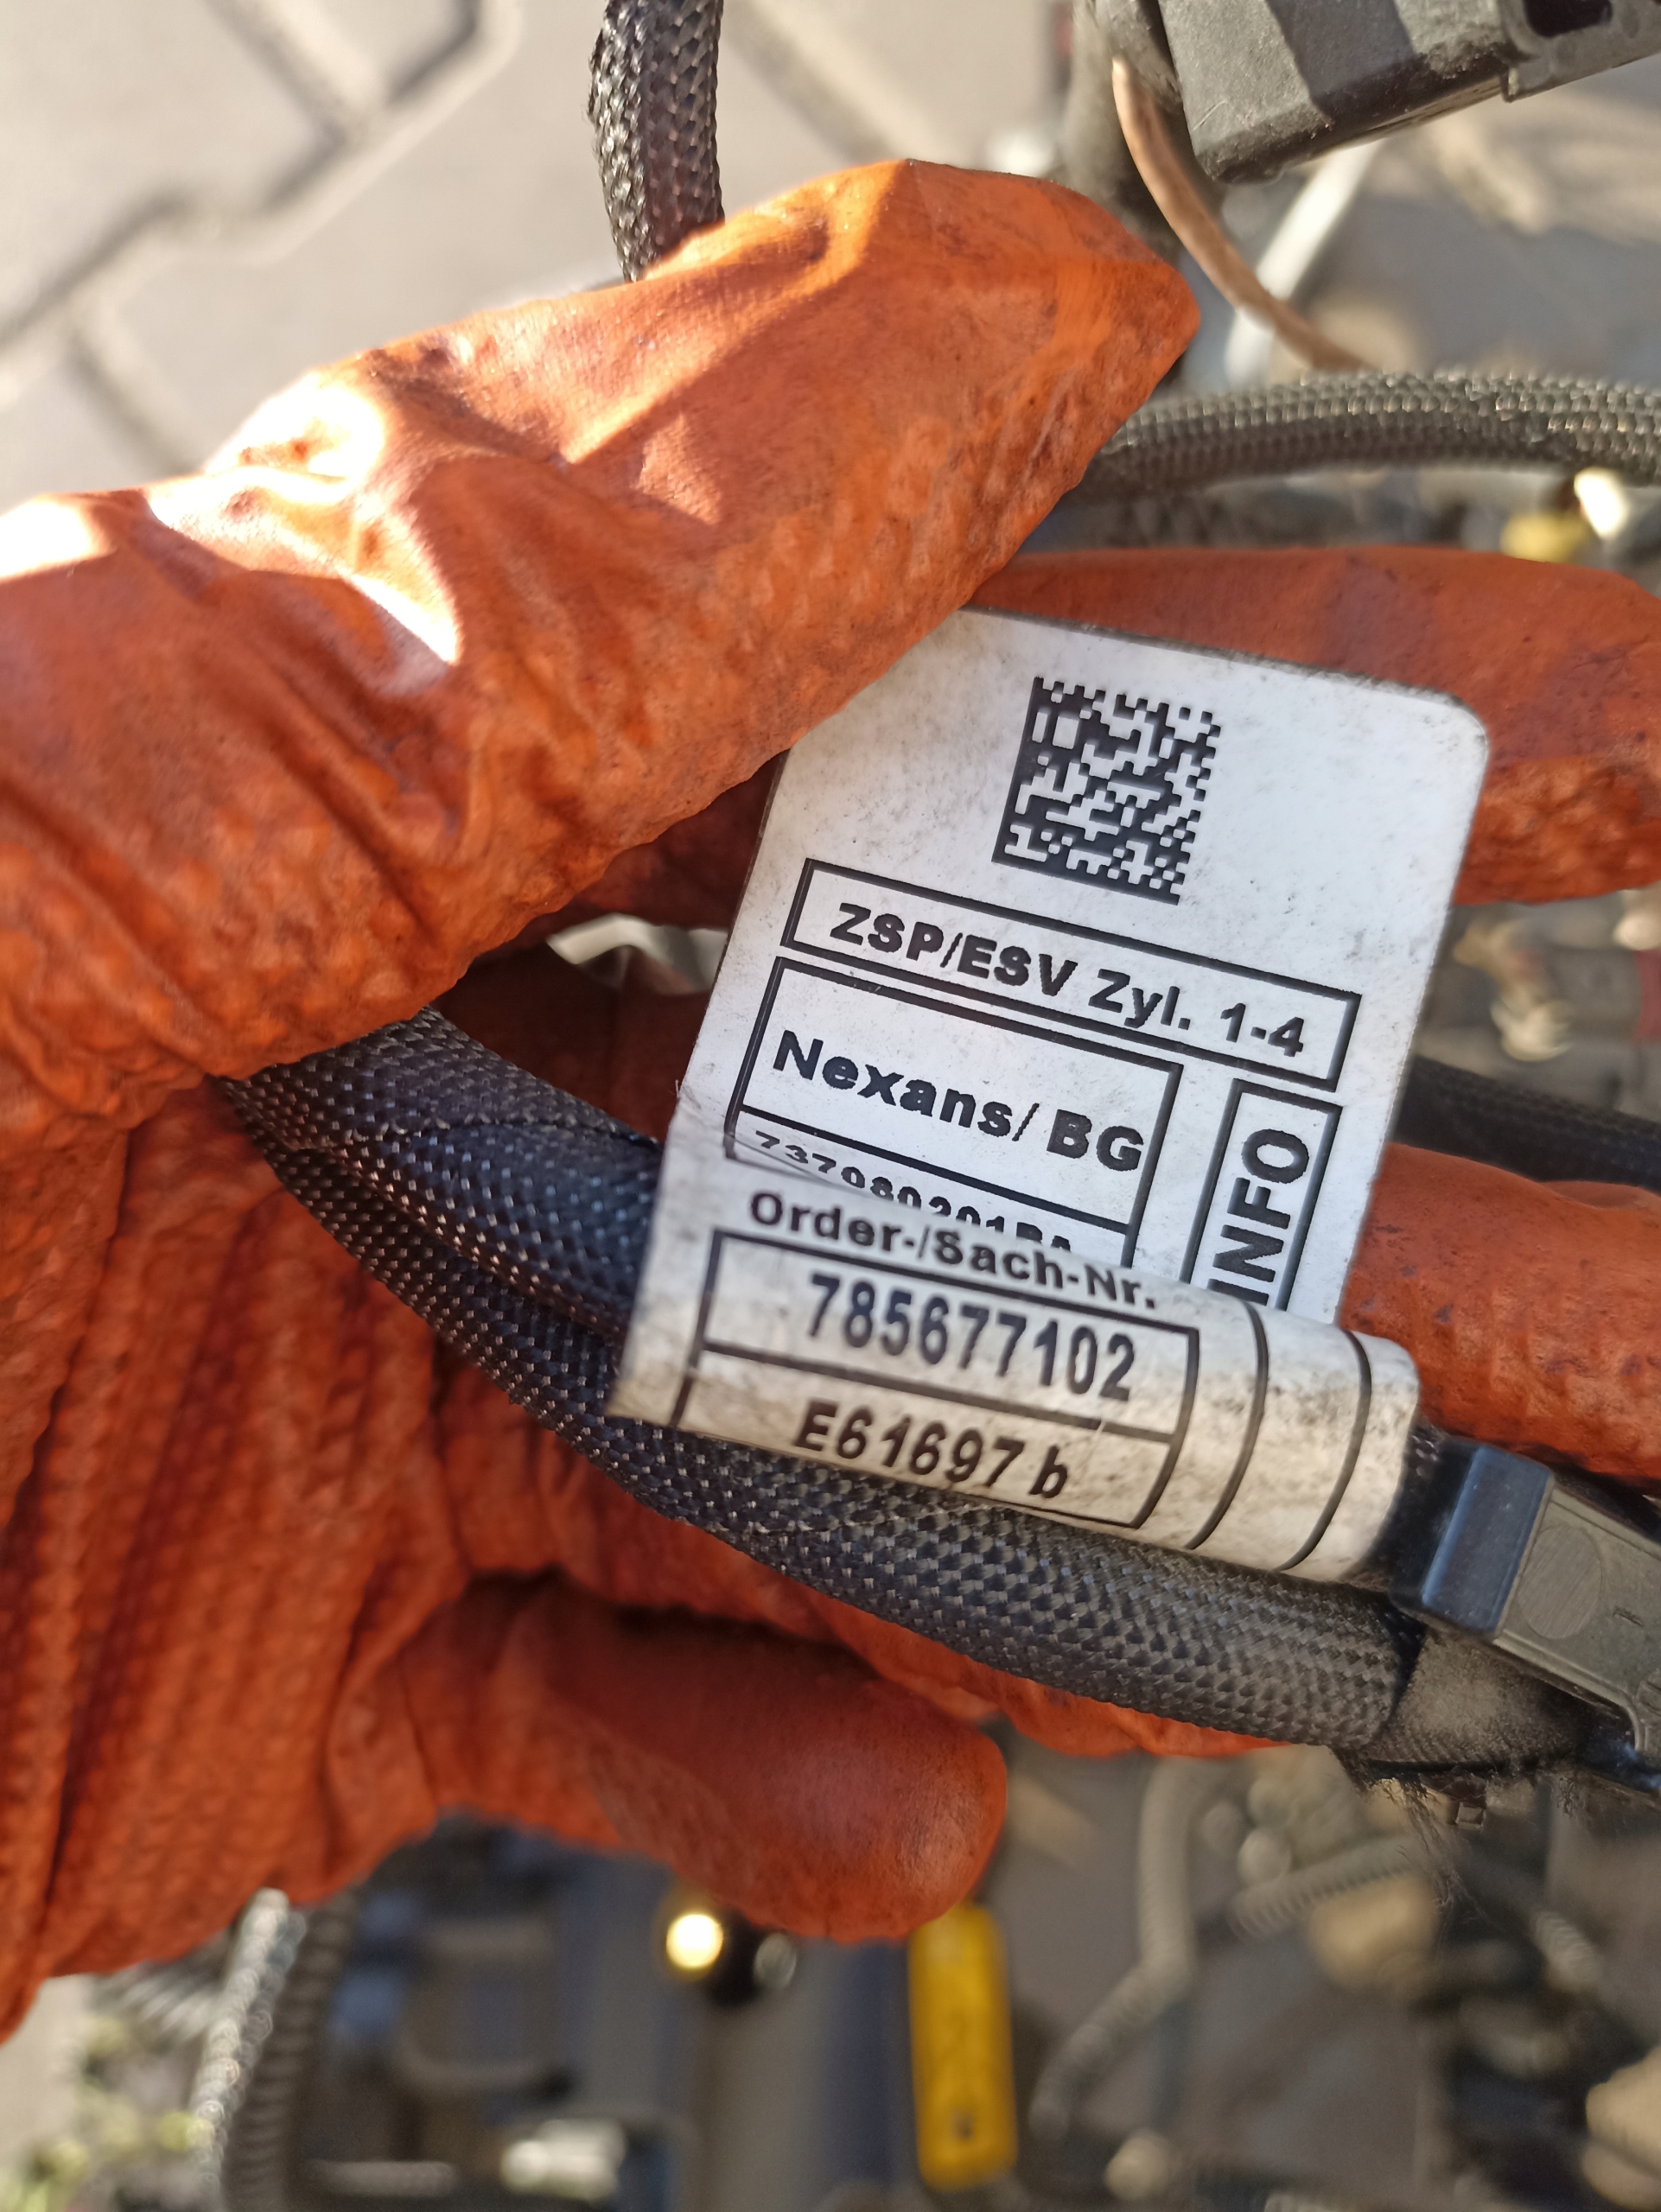 ZSP/ESV Zyl. 1-4
Nexans/ BG
INFO
Order-/Sach-Nr.
785677102
E61697 b